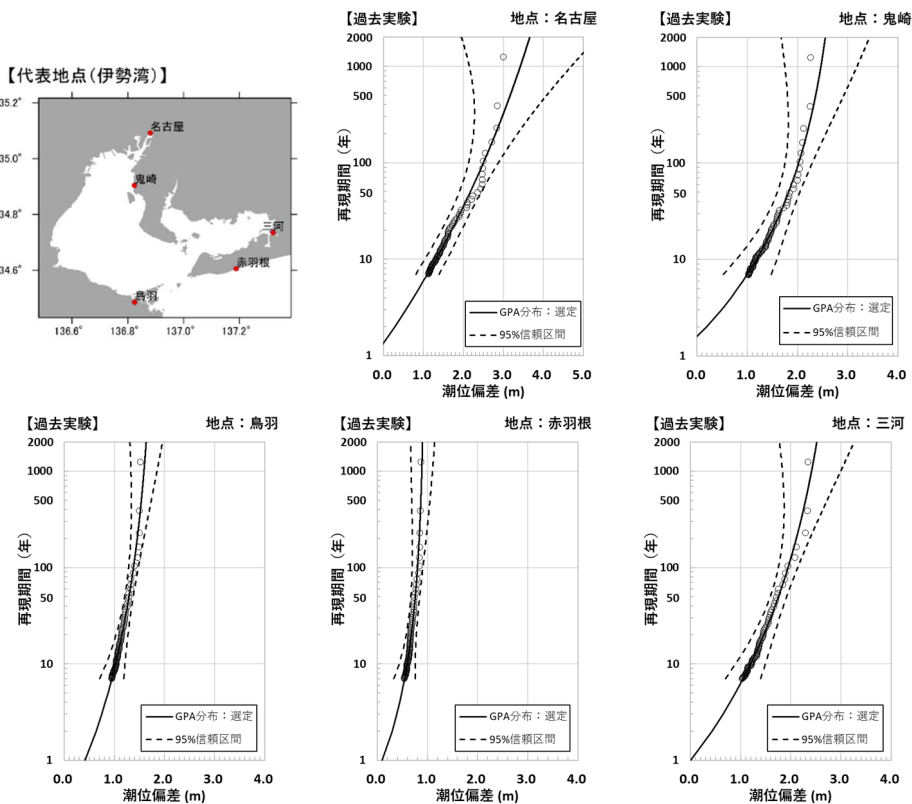 【代表地点(伊勢湾)】
35.2°
35.0°
34.8°
34.6°
136.6°
136.8°
137.0°
137.2°
名古屋
鬼崎
三河
赤羽根
鳥羽
【過去実験】 地点：名古屋
再現期間（年）
2000
1000
500
100
50
10
1
GPA分布：選定
95%信頼区間
0.0 1.0 2.0 3.0 4.0 5.0
潮位偏差 (m)
【過去実験】 地点：鬼崎
再現期間（年）
2000
1000
500
100
50
10
1
GPA分布：選定
95%信頼区間
0.0 1.0 2.0 3.0 4.0
潮位偏差 (m)
【過去実験】 地点：鳥羽
再現期間（年）
2000
1000
500
100
50
10
1
GPA分布：選定
95%信頼区間
0.0 1.0 2.0 3.0 4.0
潮位偏差 (m)
【過去実験】 地点：赤羽根
再現期間（年）
2000
1000
500
100
50
10
1
GPA分布：選定
95%信頼区間
0.0 1.0 2.0 3.0 4.0
潮位偏差 (m)
【過去実験】 地点：三河
再現期間（年）
2000
1000
500
100
50
10
1
GPA分布：選定
95%信頼区間
0.0 1.0 2.0 3.0 4.0
潮位偏差 (m)